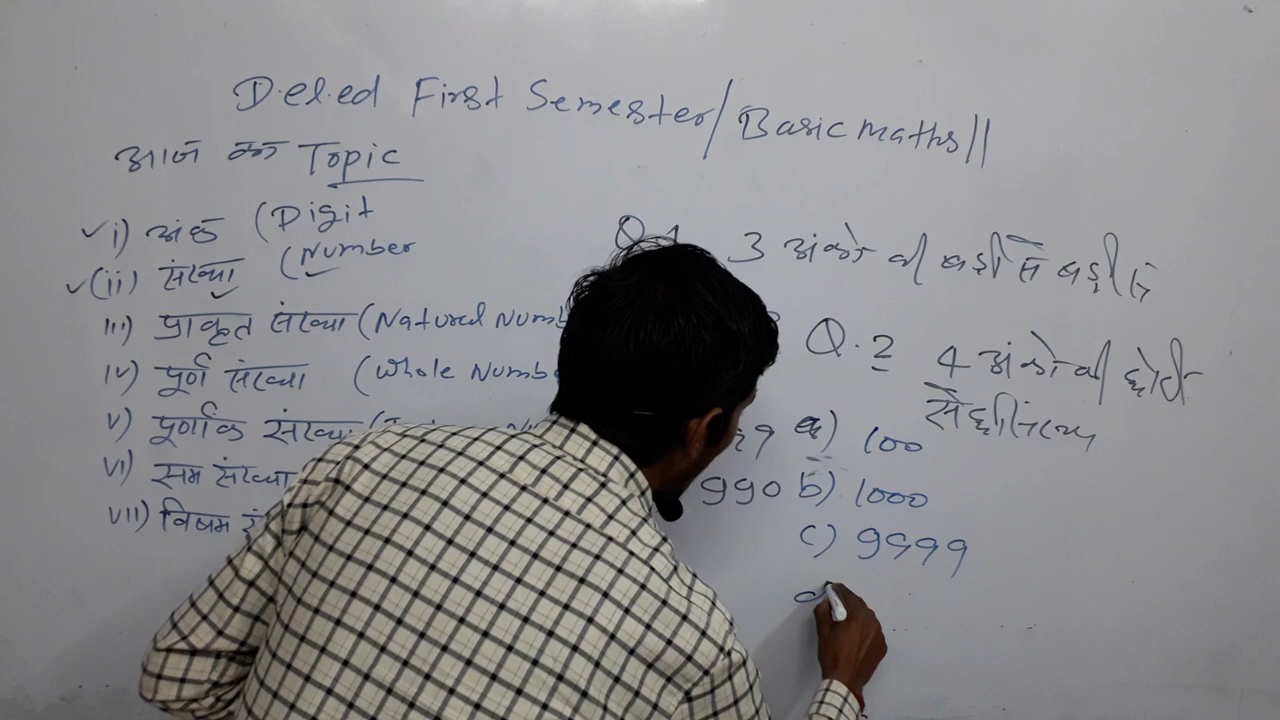 D.el.ed First Semester/Basic maths||
आज का Topic
i) अंक (Digit
(ii) संख्या (Number
iii) प्राकृत संख्या (Natural Numb
iv) पूर्ण संख्या (Whole Numb
v) पूर्णांक संख्या (
vi) सम संख्या
vii) विषम
Q.1 3 अंको की बड़ी से बड़ी
990
Q.2 4 अंको की छोटी
से छोटी संख्या
a) 100
b) 1000
c) 9999